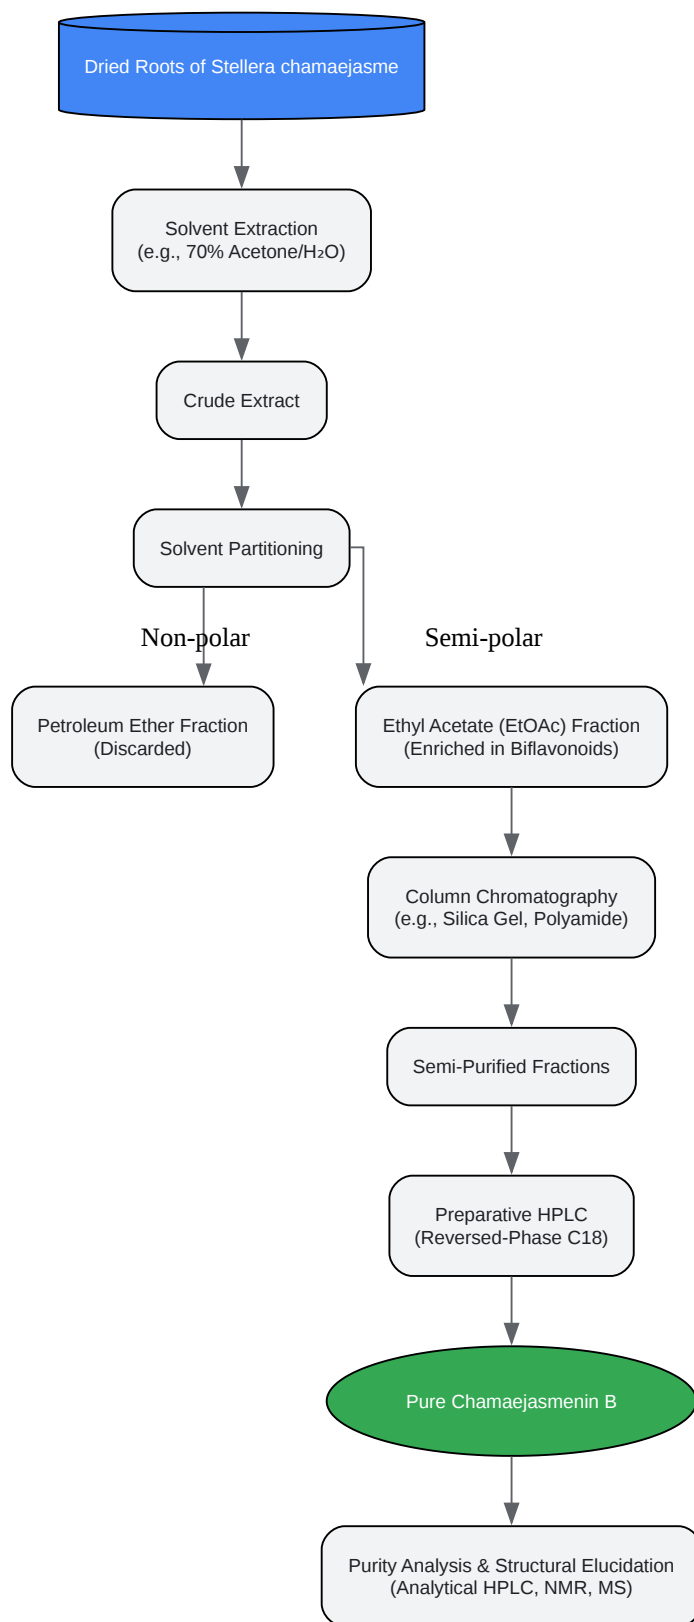 Dried Roots of Stellera chamaejasme
Solvent Extraction
(e.g., 70% Acetone/H₂O)
Crude Extract
Solvent Partitioning
Non-polar
Semi-polar
Petroleum Ether Fraction
(Discarded)
Ethyl Acetate (EtOAc) Fraction
(Enriched in Biflavonoids)
Column Chromatography
(e.g., Silica Gel, Polyamide)
Semi-Purified Fractions
Preparative HPLC
(Reversed-Phase C18)
Pure Chamaejasmenin B
Purity Analysis & Structural Elucidation
(Analytical HPLC, NMR, MS)